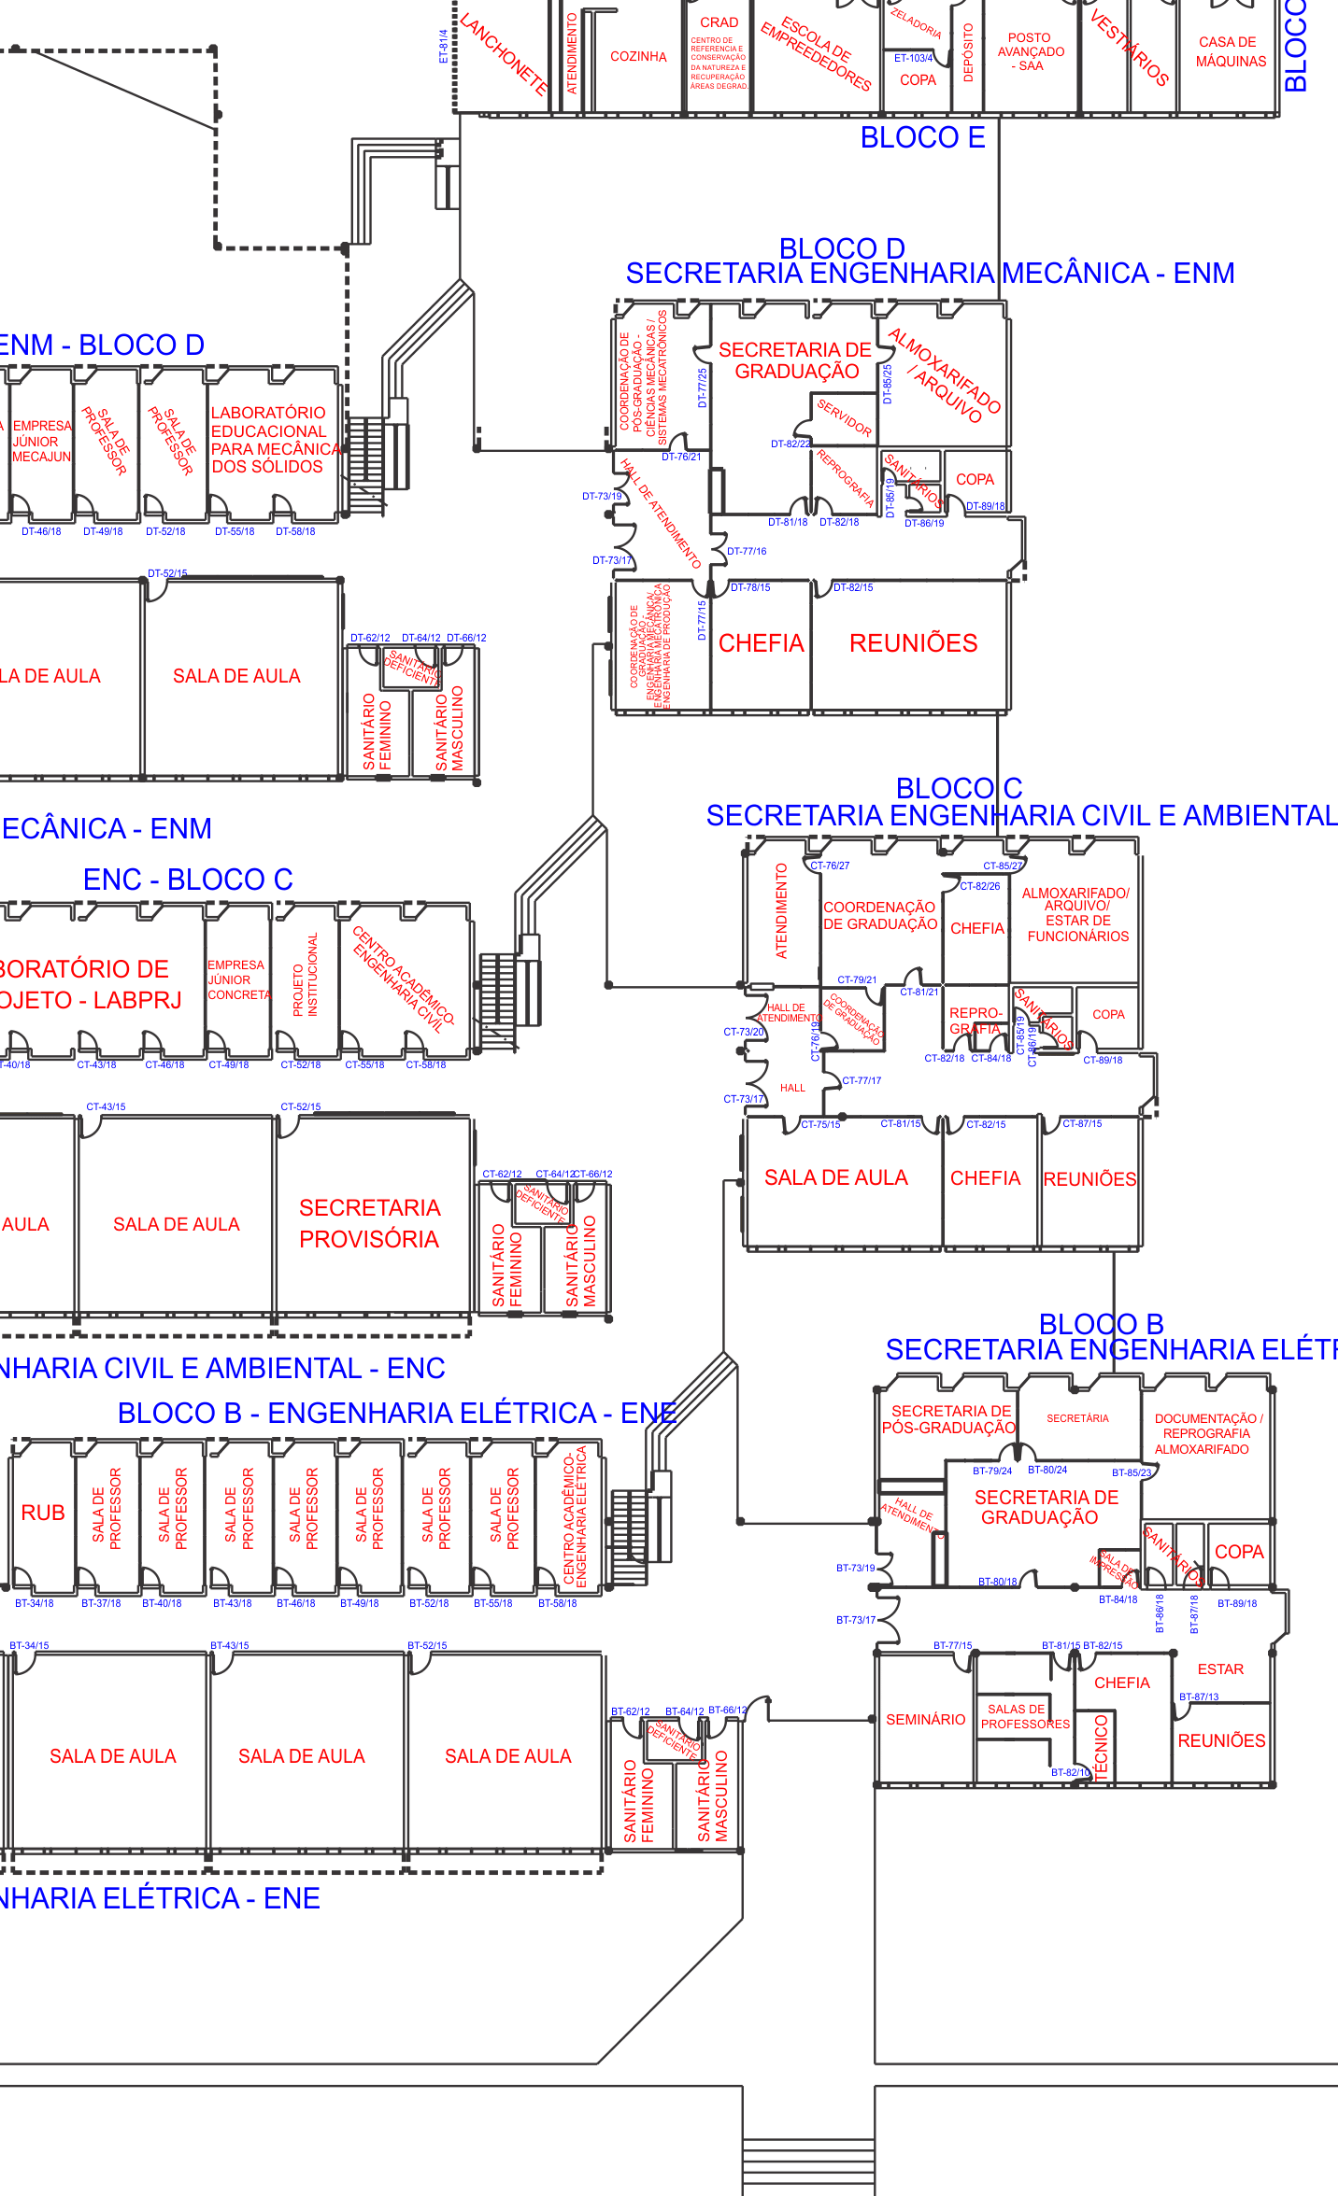 ET-81/4
LANCHONETE
ATENDIMENTO
COZINHA
CRAD
CENTRO DE
REFERENCIA E
CONSERVAÇÃO
DA NATUREZA E
RECUPERAÇÃO
ÁREAS DEGRAD.
ESCOLA DE
EMPREEDEDORES
ZELADORIA
ET-103/4
COPA
DEPÓSITO
POSTO
AVANÇADO
- SAA
VESTIÁRIOS
CASA DE
MÁQUINAS
BLOCO
BLOCO E
BLOCO D
SECRETARIA ENGENHARIA MECÂNICA - ENM
COORDENAÇÃO DE
PÓS-GRADUAÇÃO -
CIÊNCIAS MECÂNICAS /
SISTEMAS MECATRÔNICOS
DT-77/25
SECRETARIA DE
GRADUAÇÃO
DT-85/25
ALMOXARIFADO
/ ARQUIVO
SERVIDOR
DT-82/22
DT-76/21
HALL DE ATENDIMENTO
REPROGRAFIA
SANITÁRIOS
DT-85/19
COPA
DT-73/19
DT-81/18
DT-82/18
DT-86/19
DT-89/18
DT-73/17
DT-77/16
DT-77/15
DT-78/15
DT-82/15
COORDENAÇÃO DE
GRADUAÇÃO -
ENGENHARIA MECÂNICA/
ENGENHARIA MECATRÔNICA
ENGENHARIA DE PRODUÇÃO
CHEFIA
REUNIÕES
ENM - BLOCO D
A
EMPRESA
JÚNIOR
MECAJUN
SALA DE
PROFESSOR
SALA DE
PROFESSOR
LABORATÓRIO
EDUCACIONAL
PARA MECÂNICA
DOS SÓLIDOS
DT-46/18
DT-49/18
DT-52/18
DT-55/18
DT-58/18
DT-52/15
LA DE AULA
SALA DE AULA
DT-62/12
DT-64/12
DT-66/12
SANITÁRIO
DEFICIENTE
SANITÁRIO
FEMININO
SANITÁRIO
MASCULINO
ECÂNICA - ENM
BLOCO C
SECRETARIA ENGENHARIA CIVIL E AMBIENTAL
ATENDIMENTO
CT-76/27
COORDENAÇÃO
DE GRADUAÇÃO
CT-85/27
CT-82/26
CHEFIA
ALMOXARIFADO/
ARQUIVO/
ESTAR DE
FUNCIONÁRIOS
CT-79/21
CT-81/21
HALL DE
ATENDIMENTO
COORDENAÇÃO
DE GRADUAÇÃO
REPRO-
GRAFIA
SANITÁRIOS
COPA
CT-73/20
CT-76/19
CT-85/19
CT-86/19
CT-82/18
CT-84/18
CT-89/18
CT-73/17
HALL
CT-77/17
CT-75/15
CT-81/15
CT-82/15
CT-87/15
SALA DE AULA
CHEFIA
REUNIÕES
ENC - BLOCO C
BORATÓRIO DE
OJETO - LABPRJ
EMPRESA
JÚNIOR
CONCRETA
PROJETO
INSTITUCIONAL
CENTRO ACADÊMICO-
ENGENHARIA CIVIL
T-40/18
CT-43/18
CT-46/18
CT-49/18
CT-52/18
CT-55/18
CT-58/18
CT-43/15
CT-52/15
AULA
SALA DE AULA
SECRETARIA
PROVISÓRIA
CT-62/12
CT-64/12
CT-66/12
SANITÁRIO
DEFICIENTE
SANITÁRIO
FEMININO
SANITÁRIO
MASCULINO
NHARIA CIVIL E AMBIENTAL - ENC
BLOCO B
SECRETARIA ENGENHARIA ELÉTR
SECRETARIA DE
PÓS-GRADUAÇÃO
SECRETÁRIA
DOCUMENTAÇÃO /
REPROGRAFIA
ALMOXARIFADO
BT-79/24
BT-80/24
BT-85/23
HALL DE
ATENDIMENTO
SECRETARIA DE
GRADUAÇÃO
SALA DE
IMPRESSÃO
SANITÁRIOS
COPA
BT-73/19
BT-80/18
BT-84/18
BT-86/18
BT-87/18
BT-89/18
BT-73/17
BT-77/15
BT-81/15
BT-82/15
CHEFIA
ESTAR
BT-87/13
SEMINÁRIO
SALAS DE
PROFESSORES
TÉCNICO
BT-82/10
REUNIÕES
BLOCO B - ENGENHARIA ELÉTRICA - ENE
RUB
SALA DE
PROFESSOR
SALA DE
PROFESSOR
SALA DE
PROFESSOR
SALA DE
PROFESSOR
SALA DE
PROFESSOR
SALA DE
PROFESSOR
SALA DE
PROFESSOR
CENTRO ACADÊMICO-
ENGENHARIA ELÉTRICA
BT-34/18
BT-37/18
BT-40/18
BT-43/18
BT-46/18
BT-49/18
BT-52/18
BT-55/18
BT-58/18
BT-34/15
BT-43/15
BT-52/15
SALA DE AULA
SALA DE AULA
SALA DE AULA
BT-62/12
BT-64/12
BT-66/12
SANITÁRIO
DEFICIENTE
SANITÁRIO
FEMININO
SANITÁRIO
MASCULINO
NHARIA ELÉTRICA - ENE